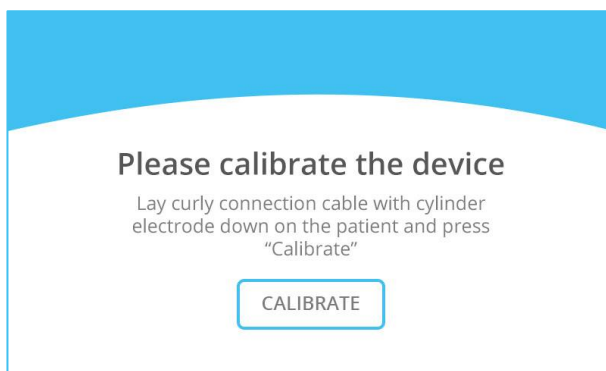 Please calibrate the device
Lay curly connection cable with cylinder
electrode down on the patient and press
“Calibrate”
CALIBRATE